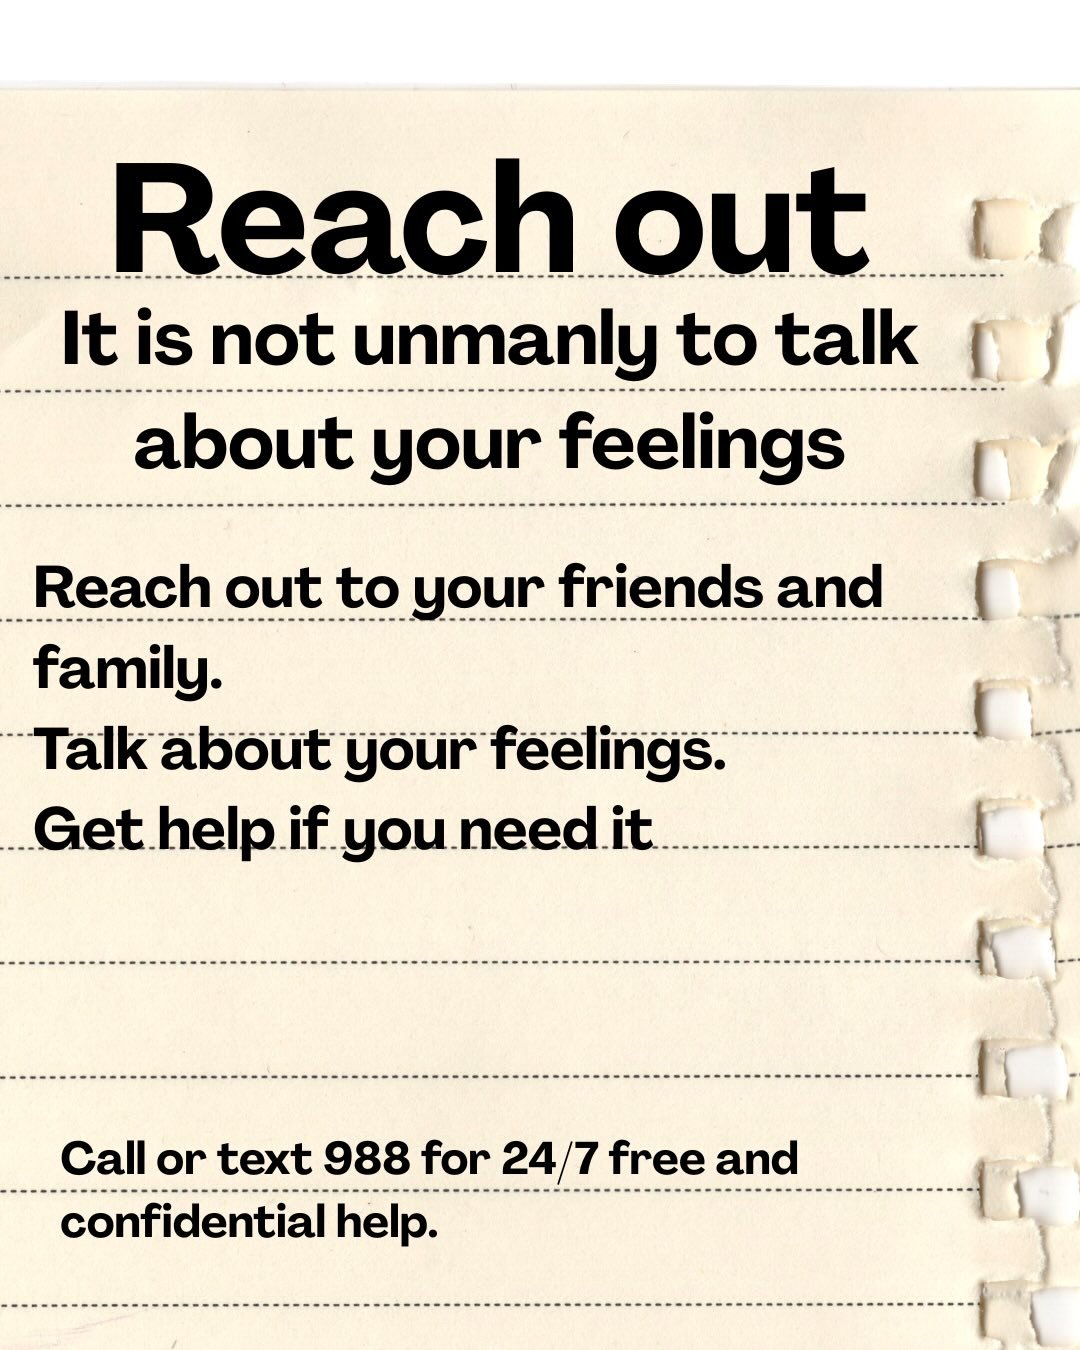 Reach out
It is not unmanly to talk
about your feelings
Reach out to your friends and
family.
Talk about your feelings.
Get help if you need it
Call or text 988 for 24/7 free and
confidential help.